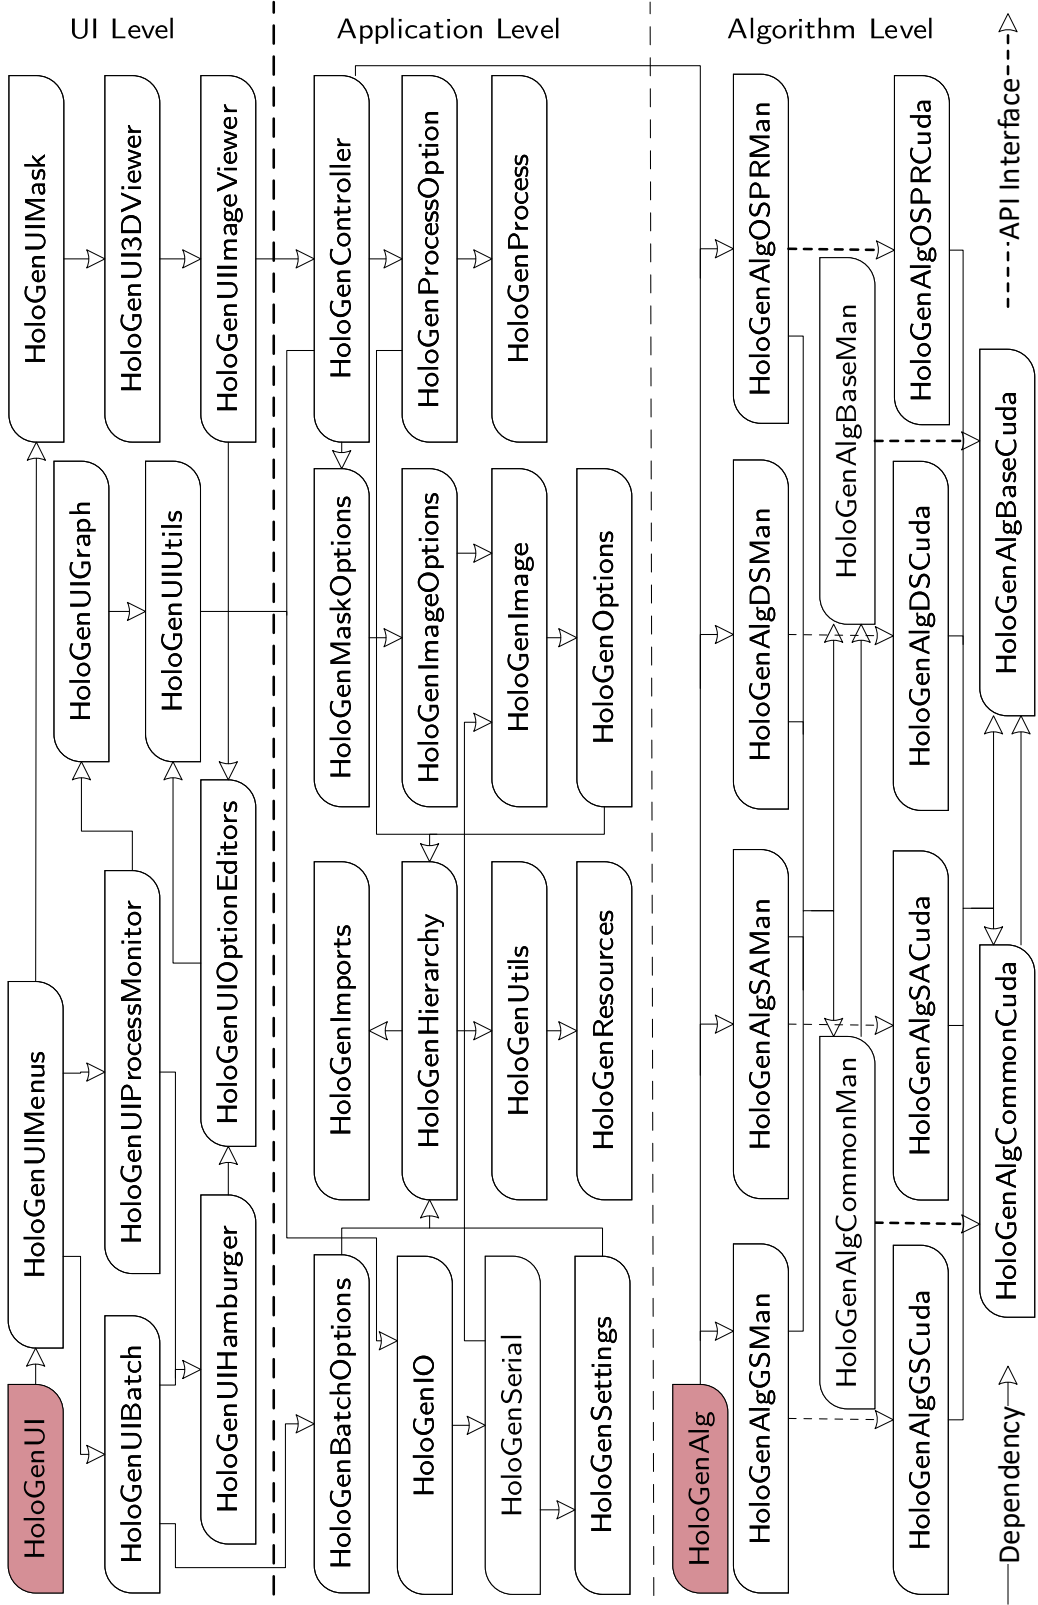 UI Level
Application Level
Algorithm Level
HoloGenUIMask
HoloGenUI3DViewer
HoloGenUIImageViewer
HoloGenUIGraph
HoloGenUIUtils
HoloGenUIMenus
HoloGenUIProcessMonitor
HoloGenUIOptionEditors
HoloGenUI
HoloGenUIBatch
HoloGenUIHamburger
HoloGenController
HoloGenProcessOption
HoloGenProcess
HoloGenMaskOptions
HoloGenImageOptions
HoloGenImage
HoloGenOptions
HoloGenImports
HoloGenHierarchy
HoloGenUtils
HoloGenResources
HoloGenBatchOptions
HoloGenIO
HoloGenSerial
HoloGenSettings
HoloGenAlg
HoloGenAlgOSPRMan
HoloGenAlgDSMan
HoloGenAlgSAMan
HoloGenAlgGSMan
HoloGenAlgBaseMan
HoloGenAlgCommonMan
HoloGenAlgOSPRCuda
HoloGenAlgDSCuda
HoloGenAlgSACuda
HoloGenAlgGSCuda
HoloGenAlgBaseCuda
HoloGenAlgCommonCuda
Dependency
API Interface